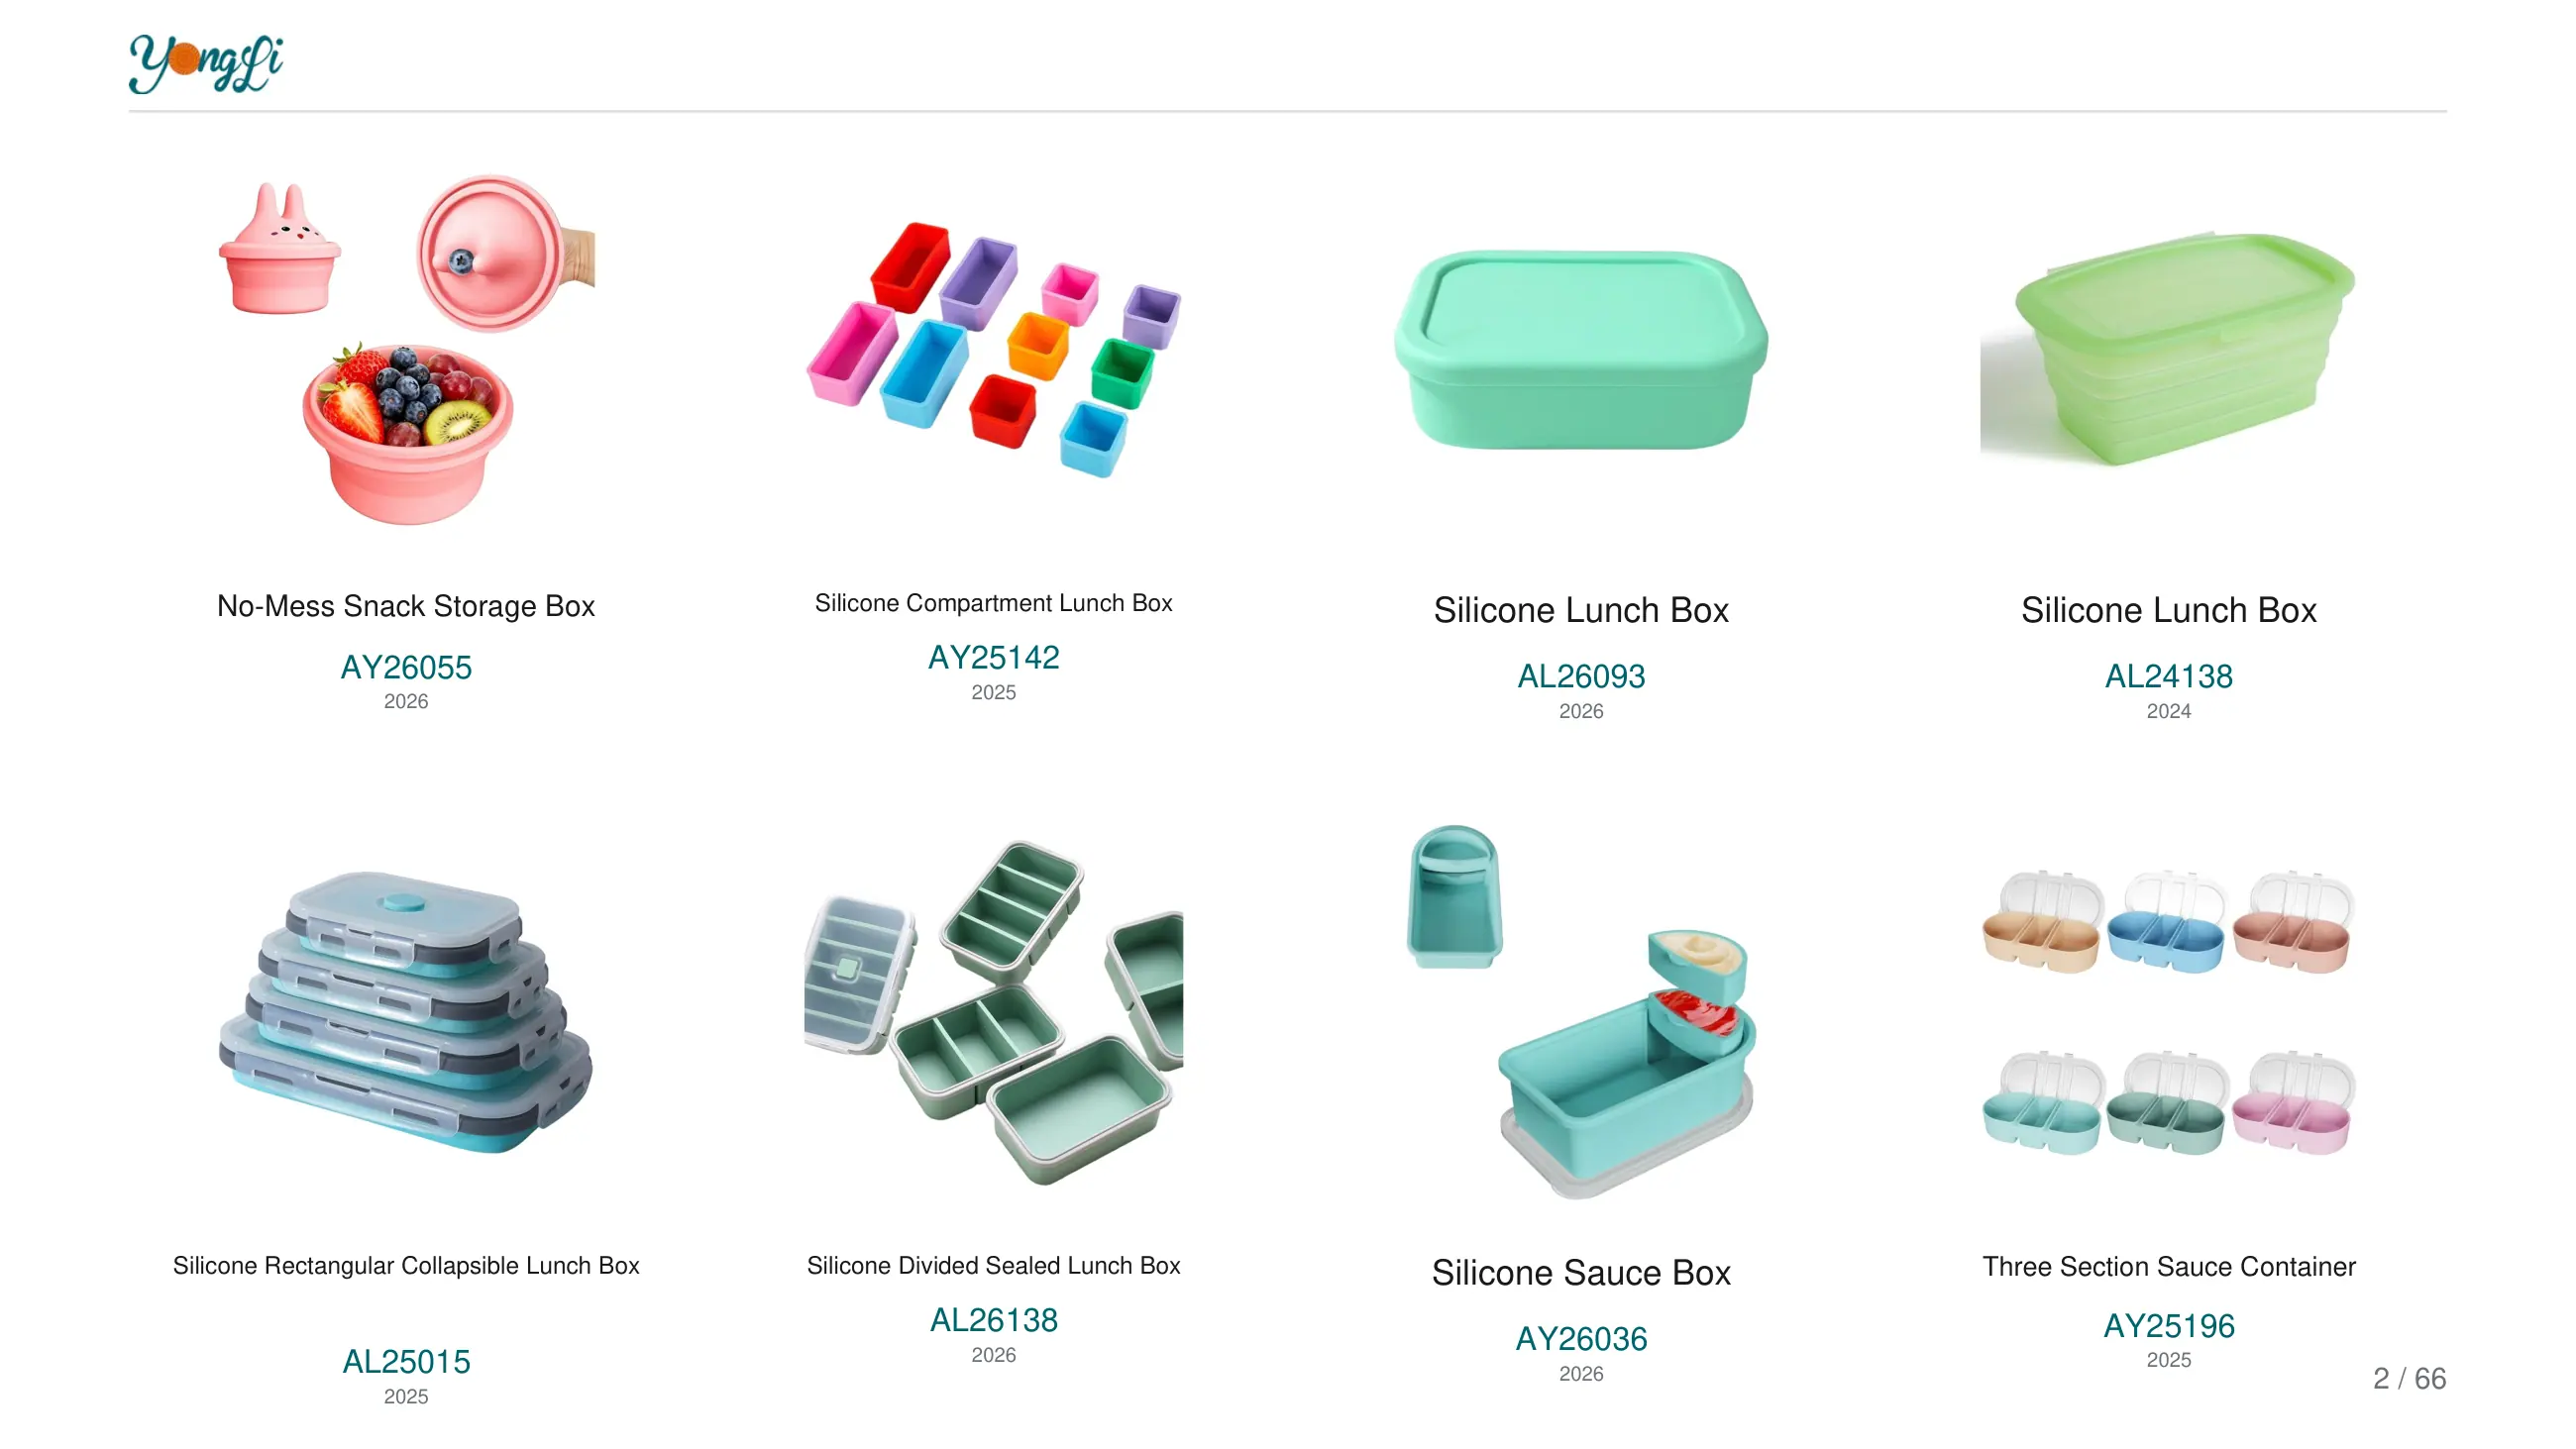 YongLi
No-Mess Snack Storage Box
AY26055
2026
Silicone Compartment Lunch Box
AY25142
2025
Silicone Lunch Box
AL26093
2026
Silicone Lunch Box
AL24138
2024
Silicone Rectangular Collapsible Lunch Box
AL25015
2025
Silicone Divided Sealed Lunch Box
AL26138
2026
Silicone Sauce Box
AY26036
2026
Three Section Sauce Container
AY25196
2025
2 / 66